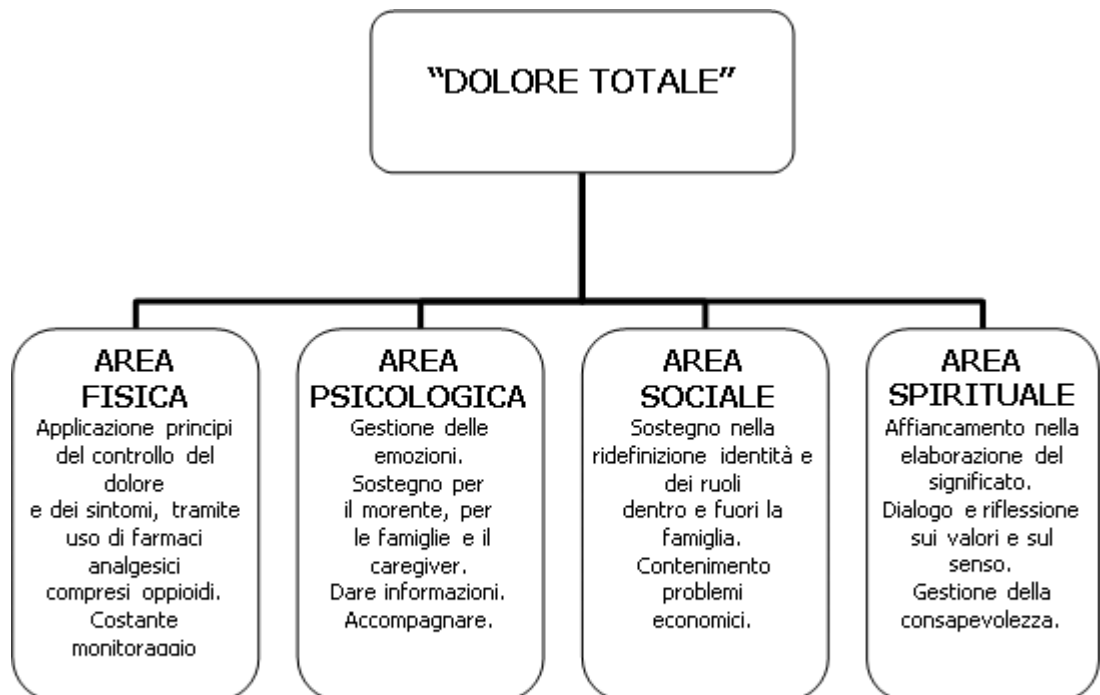 “DOLORE TOTALE”
AREA
FISICA
Applicazione principi
del controllo del
dolore
e dei sintomi, tramite
uso di farmaci
analgesici
compresi oppioidi.
Costante
monitoraggio
AREA
PSICOLOGICA
Gestione delle
emozioni.
Sostegno per
il morente, per
le famiglie e il
caregiver.
Dare informazioni.
Accompagnare.
AREA
SOCIALE
Sostegno nella
ridefinizione identità e
dei ruoli
dentro e fuori la
famiglia.
Contenimento
problemi
economici.
AREA
SPIRITUALE
Affiancamento nella
elaborazione del
significato.
Dialogo e riflessione
sui valori e sul
senso.
Gestione della
consapevolezza.